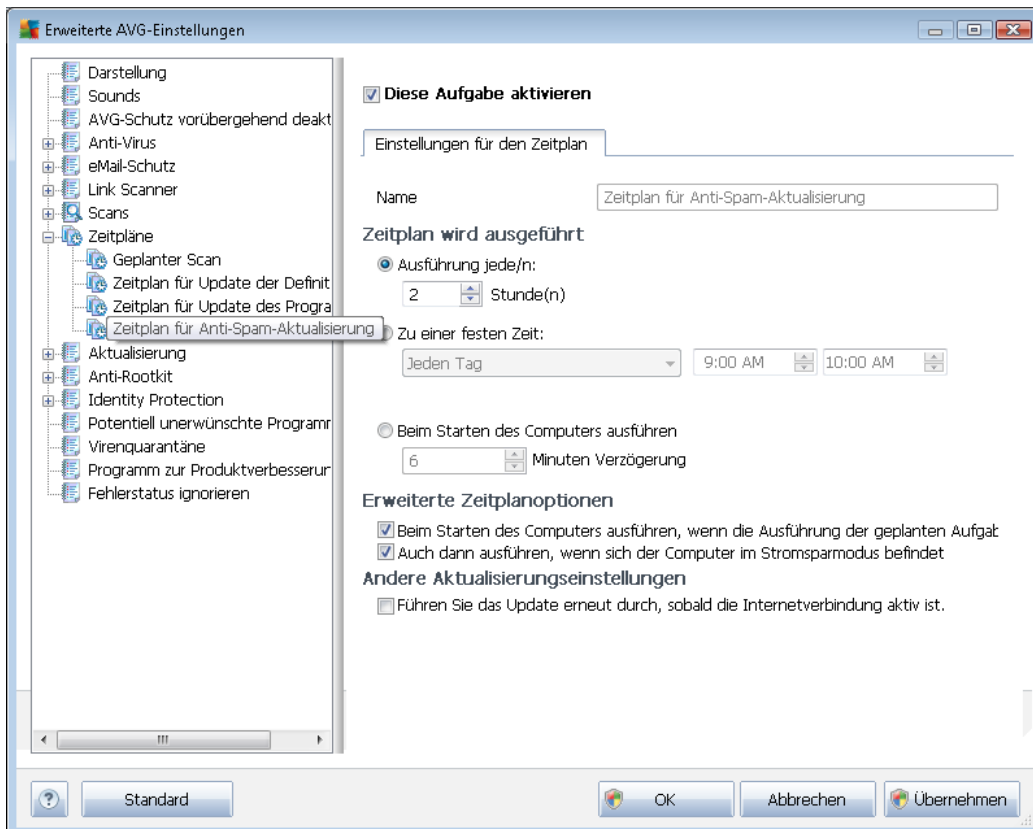 Erweiterte AVG-Einstellungen
Darstellung
Sounds
AVG-Schutz vorübergehend deakt
Anti-Virus
eMail-Schutz
Link Scanner
Scans
Zeitpläne
Geplanter Scan
Zeitplan für Update der Definit
Zeitplan für Update des Progra
Zeitplan für Anti-Spam-Aktualisierung
Aktualisierung
Anti-Rootkit
Identity Protection
Potentiell unerwünschte Programr
Virenquarantäne
Programm zur Produktverbesserur
Fehlerstatus ignorieren
Diese Aufgabe aktivieren
Einstellungen für den Zeitplan
Name Zeitplan für Anti-Spam-Aktualisierung
Zeitplan wird ausgeführt
Ausführung jede/n:
2 Stunde(n)
Zu einer festen Zeit:
Jeden Tag 9:00 AM 10:00 AM
Beim Starten des Computers ausführen
6 Minuten Verzögerung
Erweiterte Zeitplanoptionen
Beim Starten des Computers ausführen, wenn die Ausführung der geplanten Aufgab
Auch dann ausführen, wenn sich der Computer im Stromsparmodus befindet
Andere Aktualisierungseinstellungen
Führen Sie das Update erneut durch, sobald die Internetverbindung aktiv ist.
? Standard OK Abbrechen Übernehmen